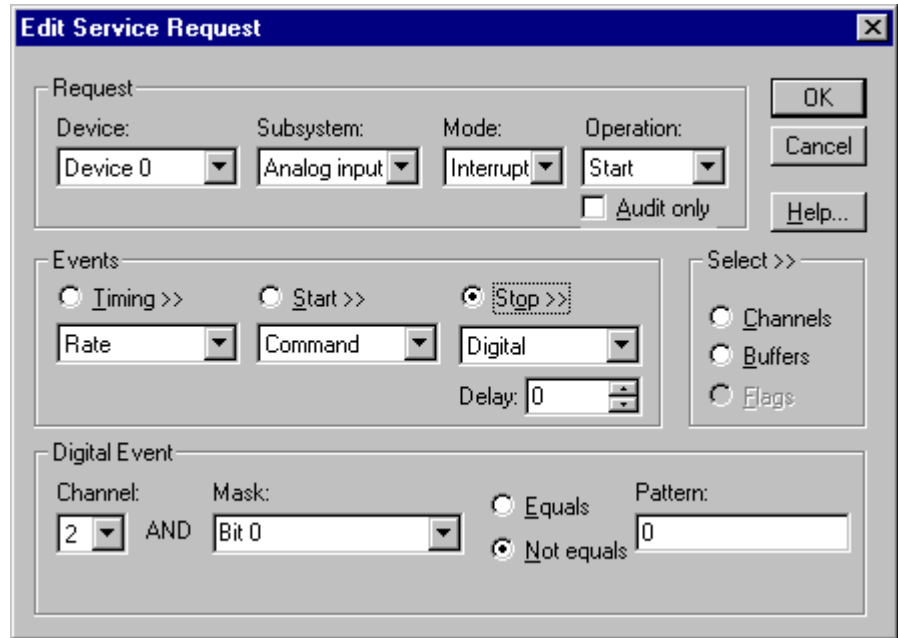 Edit Service Request
Request
Device: Subsystem: Mode: Operation:
Device 0 Analog input Interrupt Start
Audit only
OK
Cancel
Help...
Events
Timing >> Start >> Stop >>
Rate Command Digital
Delay: 0
Select >>
Channels
Buffers
Flags
Digital Event
Channel: Mask: Pattern:
2 AND Bit 0 Equals 0
Not equals